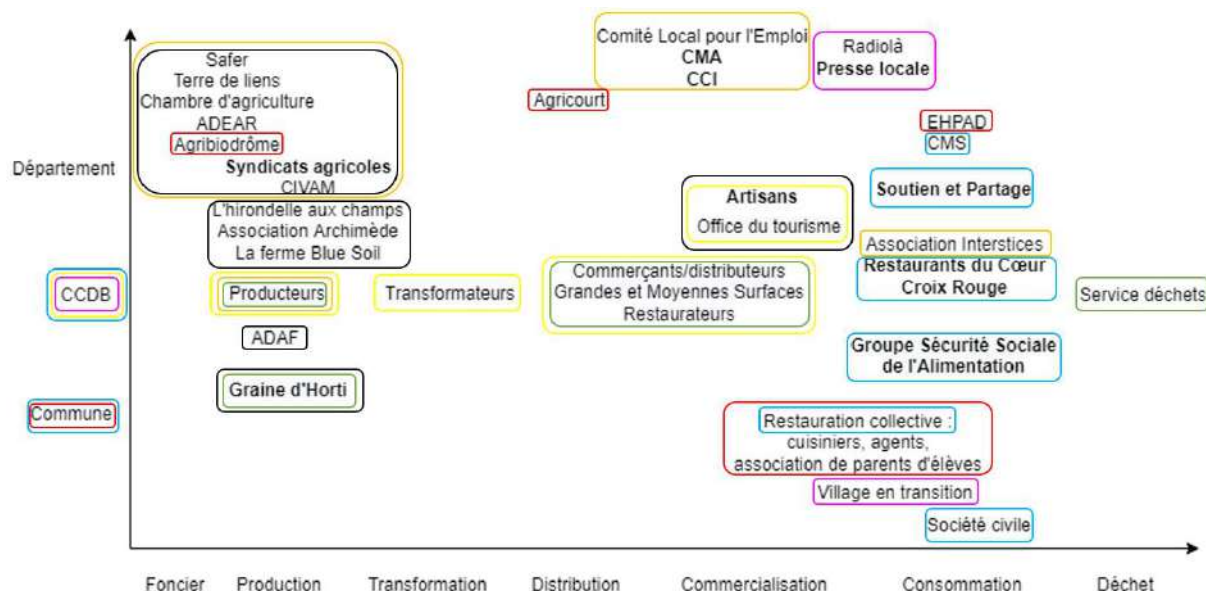 Comité Local pour l'Emploi
CMA
CCI
Radiolà
Presse locale
Safer
Terre de liens
Chambre d'agriculture
ADEAR
Agribiodrôme
Syndicats agricoles
CIVAM
Agricourt
EHPAD
CMS
Département
Soutien et Partage
Artisans
Office du tourisme
L'hirondelle aux champs
Association Archimède
La ferme Blue Soil
Association Interstices
Restaurants du Cœur
Croix Rouge
CCDB
Producteurs
Transformateurs
Commerçants/distributeurs
Grandes et Moyennes Surfaces
Restaurateurs
Service déchets
ADAF
Groupe Sécurité Sociale
de l'Alimentation
Graine d'Horti
Commune
Restauration collective :
cuisiniers, agents,
association de parents d'élèves
Village en transition
Société civile
Foncier Production Transformation Distribution Commercialisation Consommation Déchet